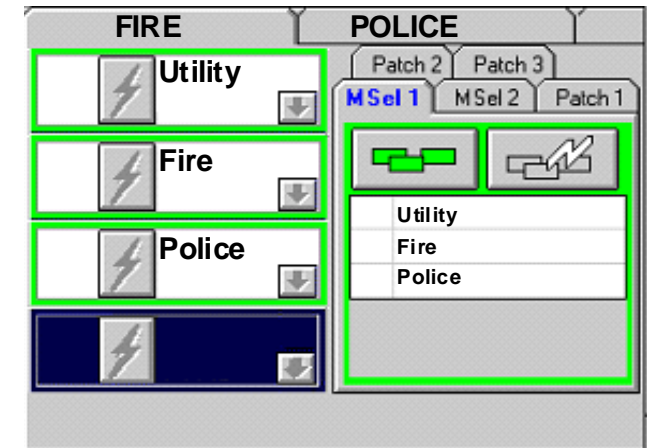 FIRE POLICE
Utility
Fire
Police
Patch 2 Patch 3
MSel 1 MSel 2 Patch 1
Utility
Fire
Police